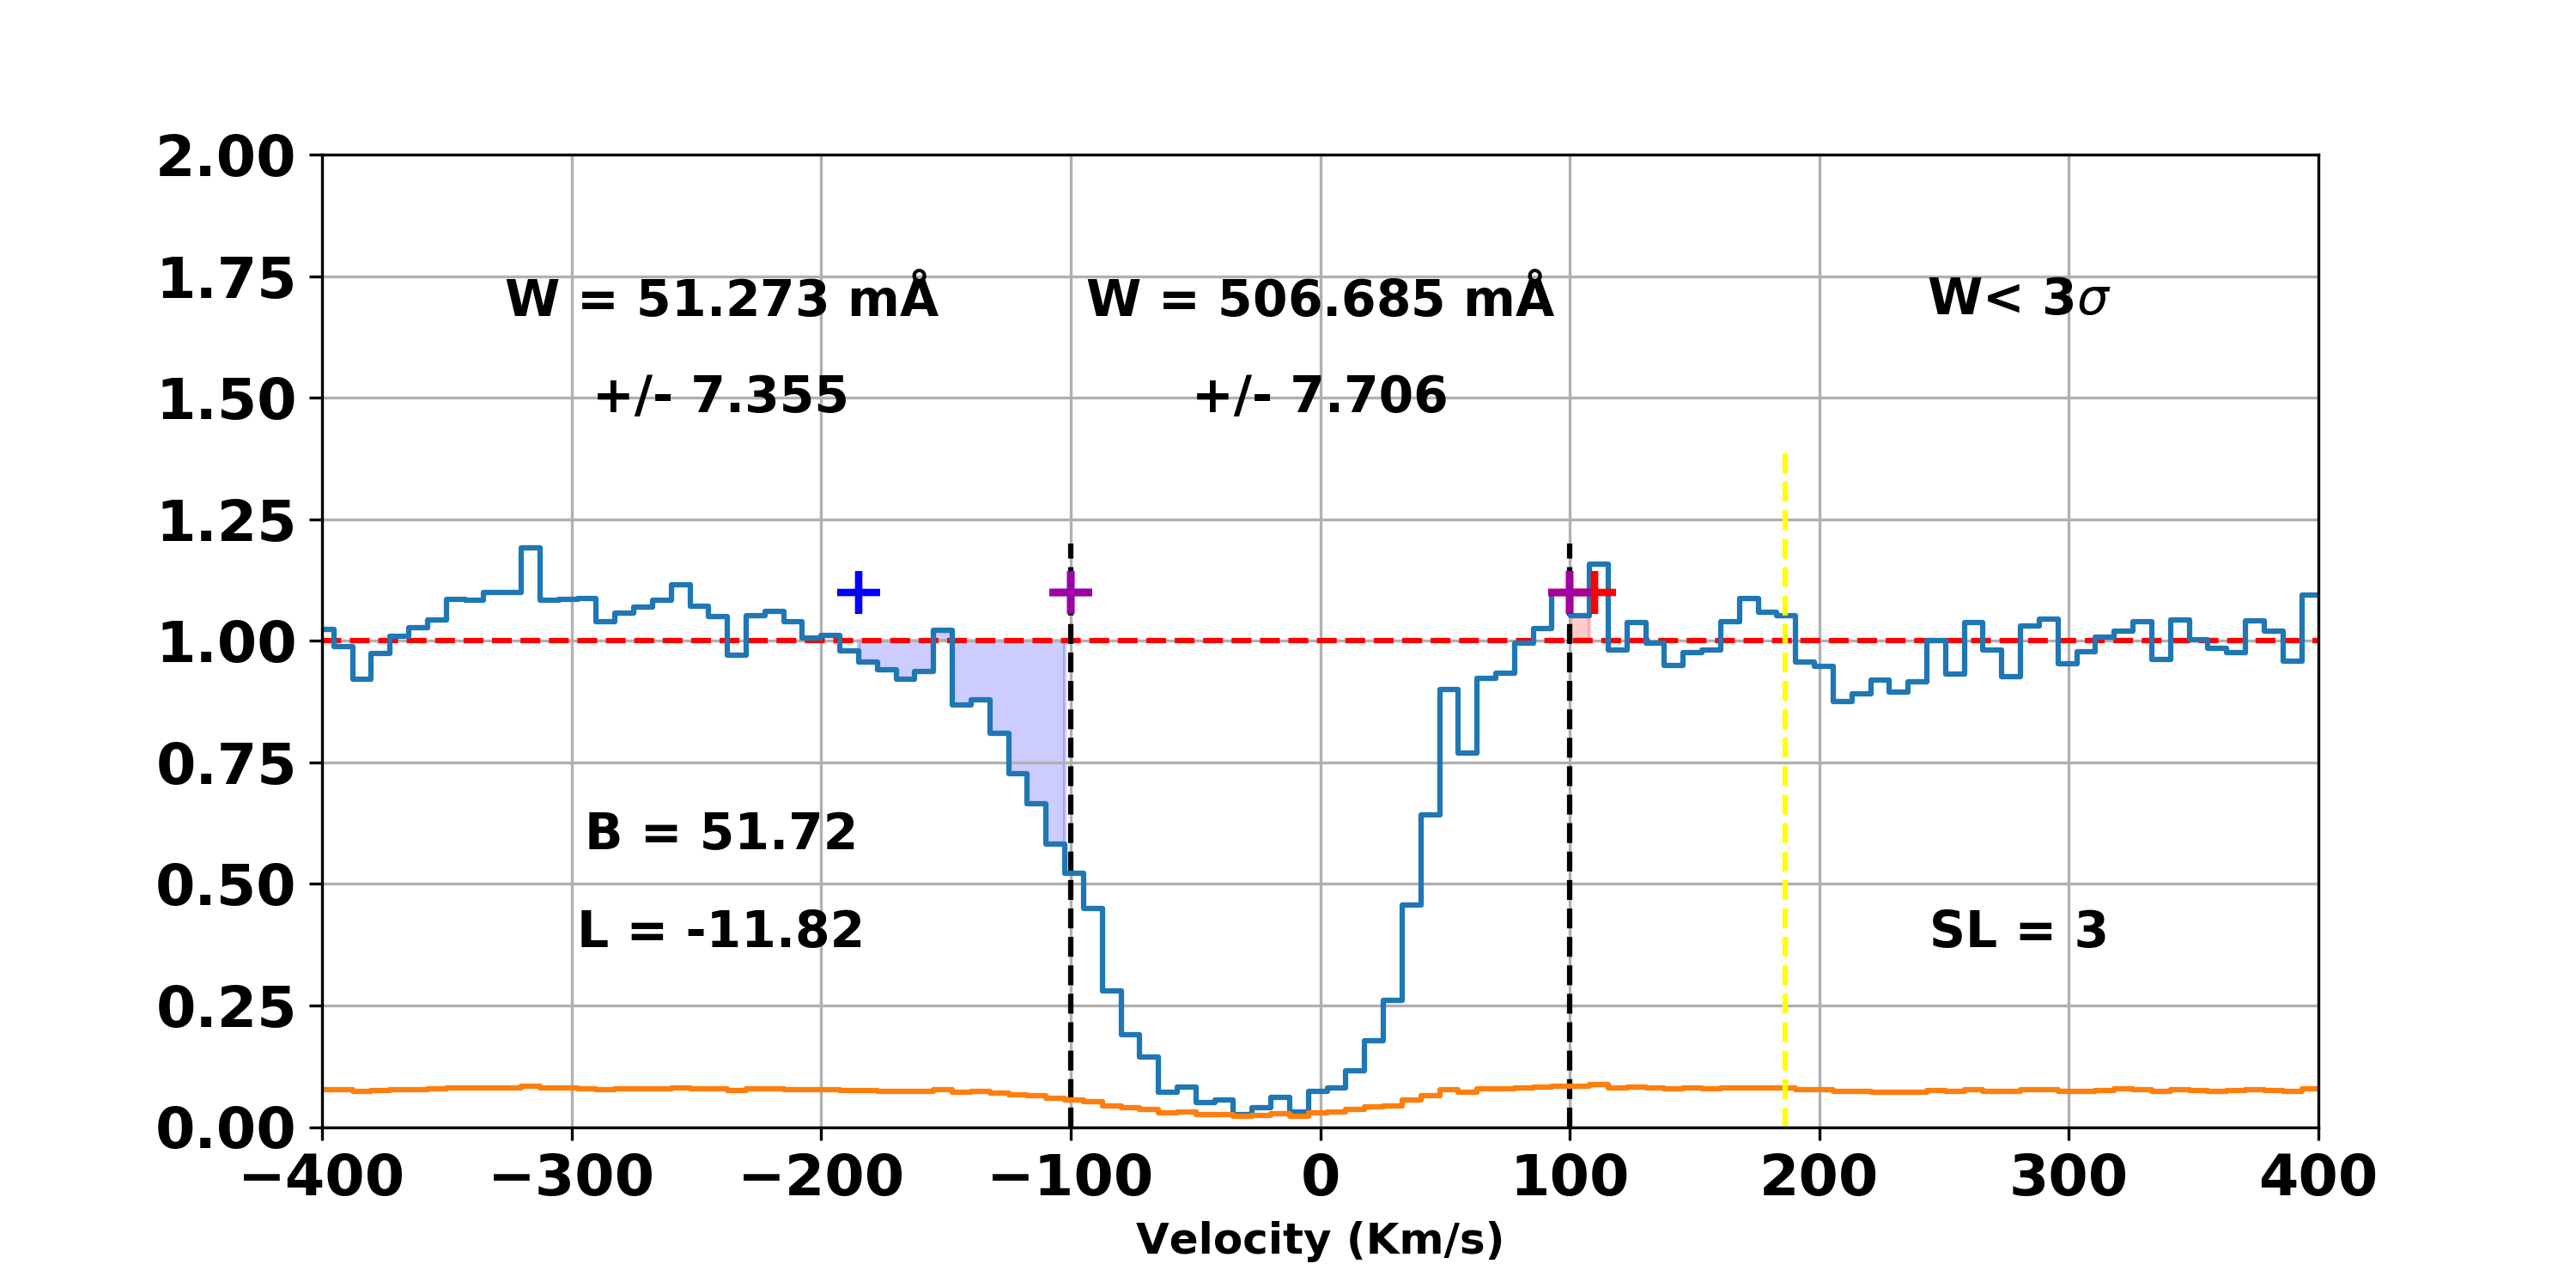 2.00
1.75
1.50
1.25
1.00
0.75
0.50
0.25
0.00
W = 51.273 mÅ
+/- 7.355
W = 506.685 mÅ
+/- 7.706
W< 3σ
B = 51.72
L = -11.82
SL = 3
−400 −300 −200 −100 0 100 200 300 400
Velocity (Km/s)